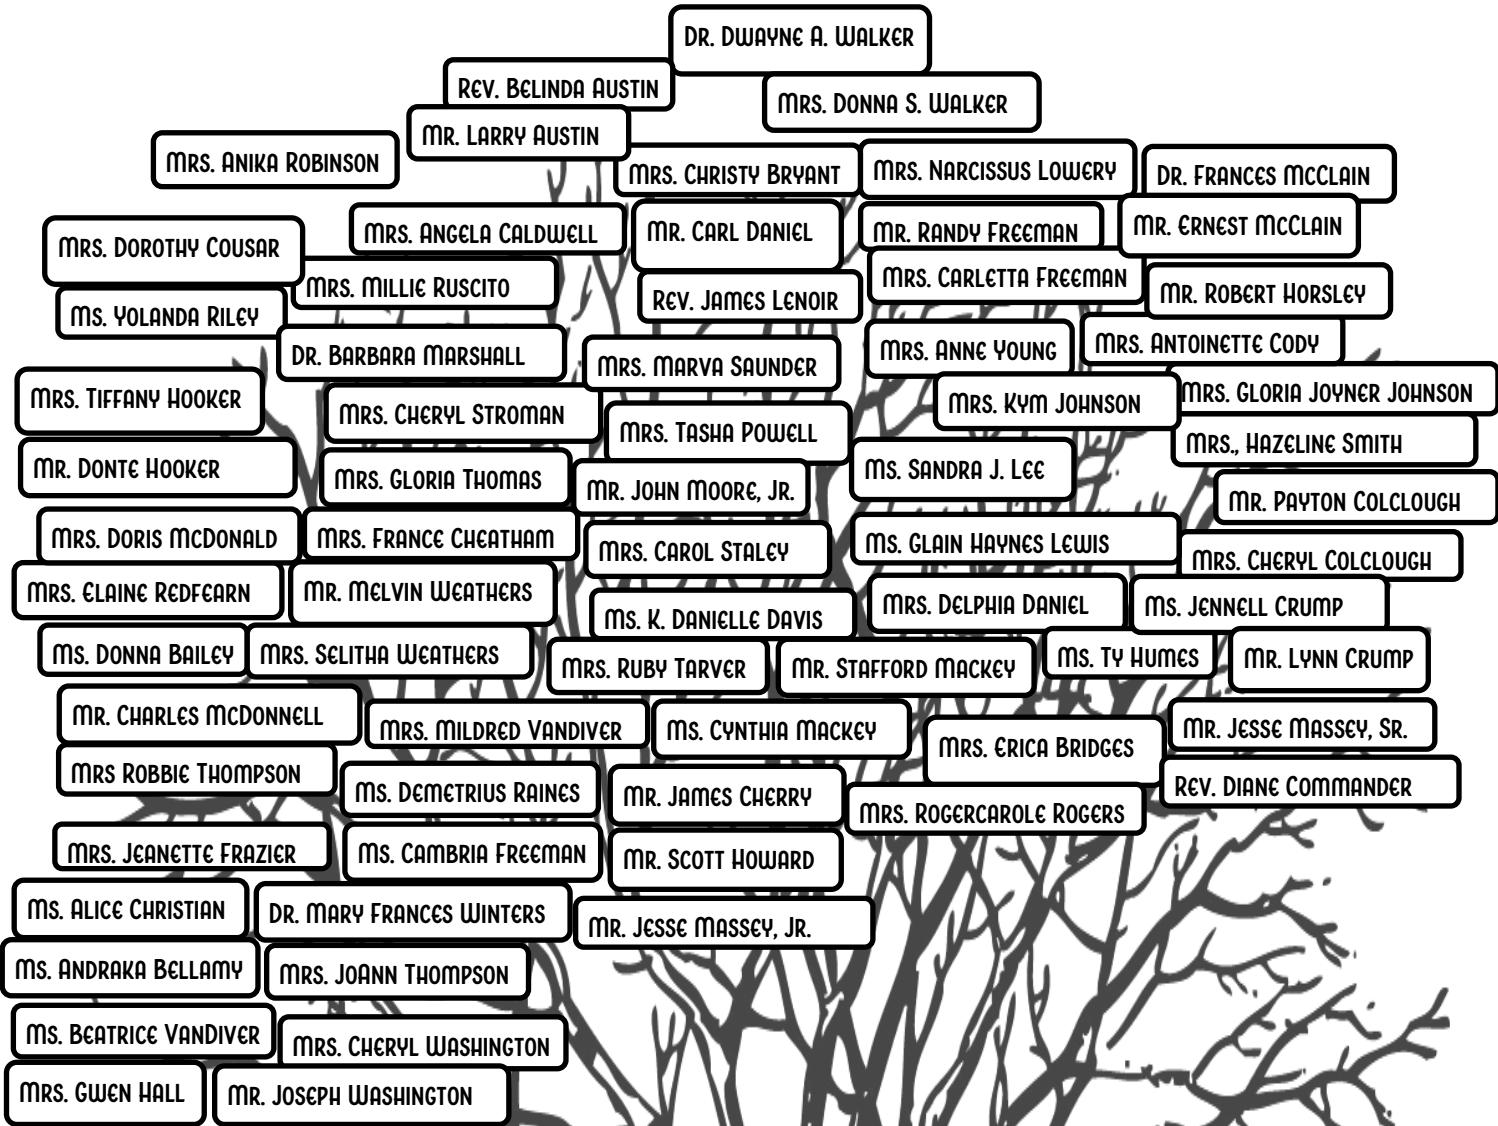 Dr. Dwayne A. Walker
Rev. Belinda Austin
Mrs. Donna S. Walker
Mr. Larry Austin
Mrs. Anika Robinson
Mrs. Christy Bryant
Mrs. Narcissus Lowery
Dr. Frances McClain
Mrs. Dorothy Cousar
Mrs. Angela Caldwell
Mr. Carl Daniel
Mr. Randy Freeman
Mr. Ernest McClain
Mrs. Millie Ruscito
Rev. James Lenoir
Mrs. Carletta Freeman
Mr. Robert Horsley
Ms. Yolanda Riley
Dr. Barbara Marshall
Mrs. Marva Saunder
Mrs. Anne Young
Mrs. Antoinette Cody
Mrs. Tiffany Hooker
Mrs. Cheryl Stroman
Mrs. Tasha Powell
Mrs. Kym Johnson
Mrs. Gloria Joyner Johnson
Mrs., Hazeline Smith
Mr. Donte Hooker
Mrs. Gloria Thomas
Mr. John Moore, Jr.
Ms. Sandra J. Lee
Mr. Payton Colclough
Mrs. Doris McDonald
Mrs. France Cheatham
Mrs. Carol Staley
Ms. Glain Haynes Lewis
Mrs. Cheryl Colclough
Mrs. Elaine Redfearn
Mr. Melvin Weathers
Ms. K. Danielle Davis
Mrs. Delphia Daniel
Ms. Jennell Crump
Ms. Donna Bailey
Mrs. Selitha Weathers
Mrs. Ruby Tarver
Mr. Stafford Mackey
Ms. Ty Humes
Mr. Lynn Crump
Mr. Charles McDonnell
Mrs. Mildred Vandiver
Ms. Cynthia Mackey
Mrs. Erica Bridges
Mr. Jesse Massey, Sr.
Mrs Robbie Thompson
Ms. Demetrius Raines
Mr. James Cherry
Mrs. Rogercarole Rogers
Rev. Diane Commander
Mrs. Jeanette Frazier
Ms. Cambria Freeman
Mr. Scott Howard
Ms. Alice Christian
Dr. Mary Frances Winters
Mr. Jesse Massey, Jr.
Ms. Andraka Bellamy
Mrs. JoAnn Thompson
Ms. Beatrice VanDiver
Mrs. Cheryl Washington
Mrs. Gwen Hall
Mr. Joseph Washington